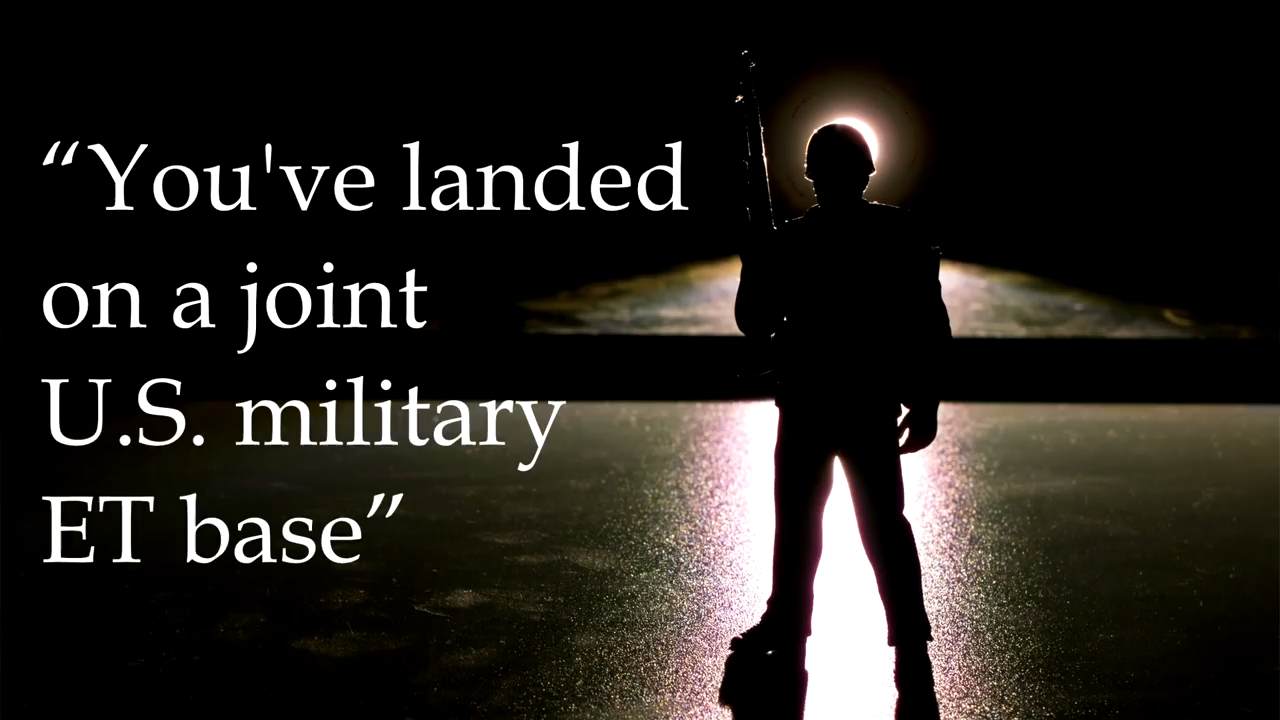 “You've landed
on a joint
U.S. military
ET base”